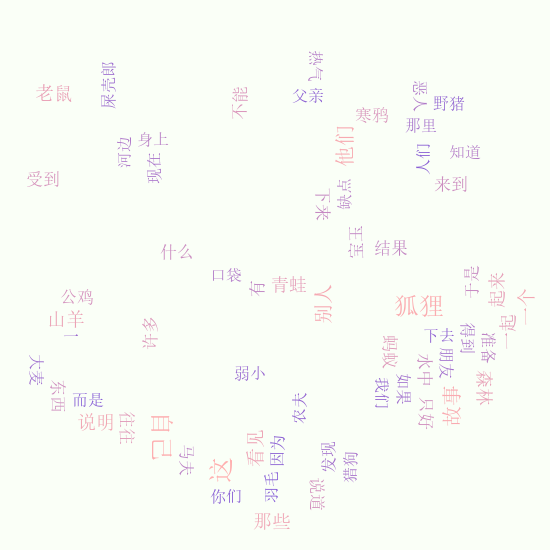 热气
屎壳郎
恶人
老鼠
父亲
不能
野猪
寒鸦
那里
身上
他们
河边
人们
知道
现在
受到
来到
缺点
下来
宝玉
结果
什么
口袋
于是
青蛙
有
起来
公鸡
别人
狐狸
一个
山羊
许多
一起
一
下去
得到
准备
蚂蚁
朋友
大麦
水中
弱小
森林
东西
我们
如果
而是
农夫
只好
故事
说明
往往
自己
看见
因为
马夫
这
发现
猎狗
羽毛
你们
说道
那些